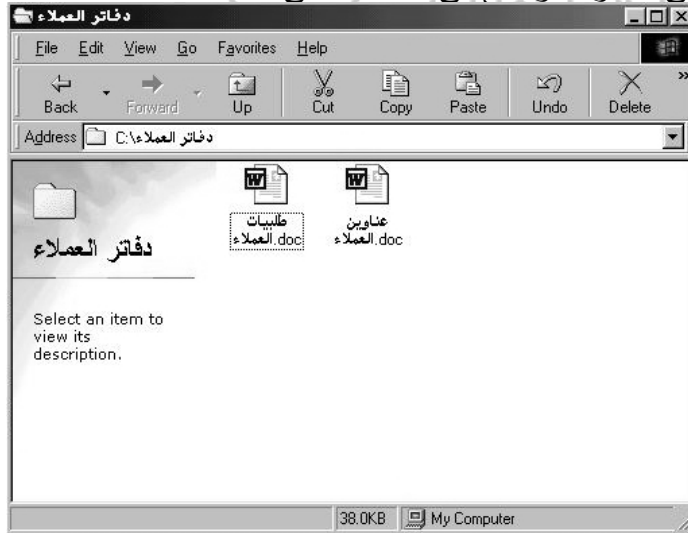 دفاتر العملاء
File Edit View Go Favorites Help
Back Forward Up Cut Copy Paste Undo Delete »
Address C:\دفاتر العملاء
دفاتر العملاء
Select an item to
view its
description.
طلبيات
العملاء.doc
عناوين
العملاء.doc
38.0KB My Computer